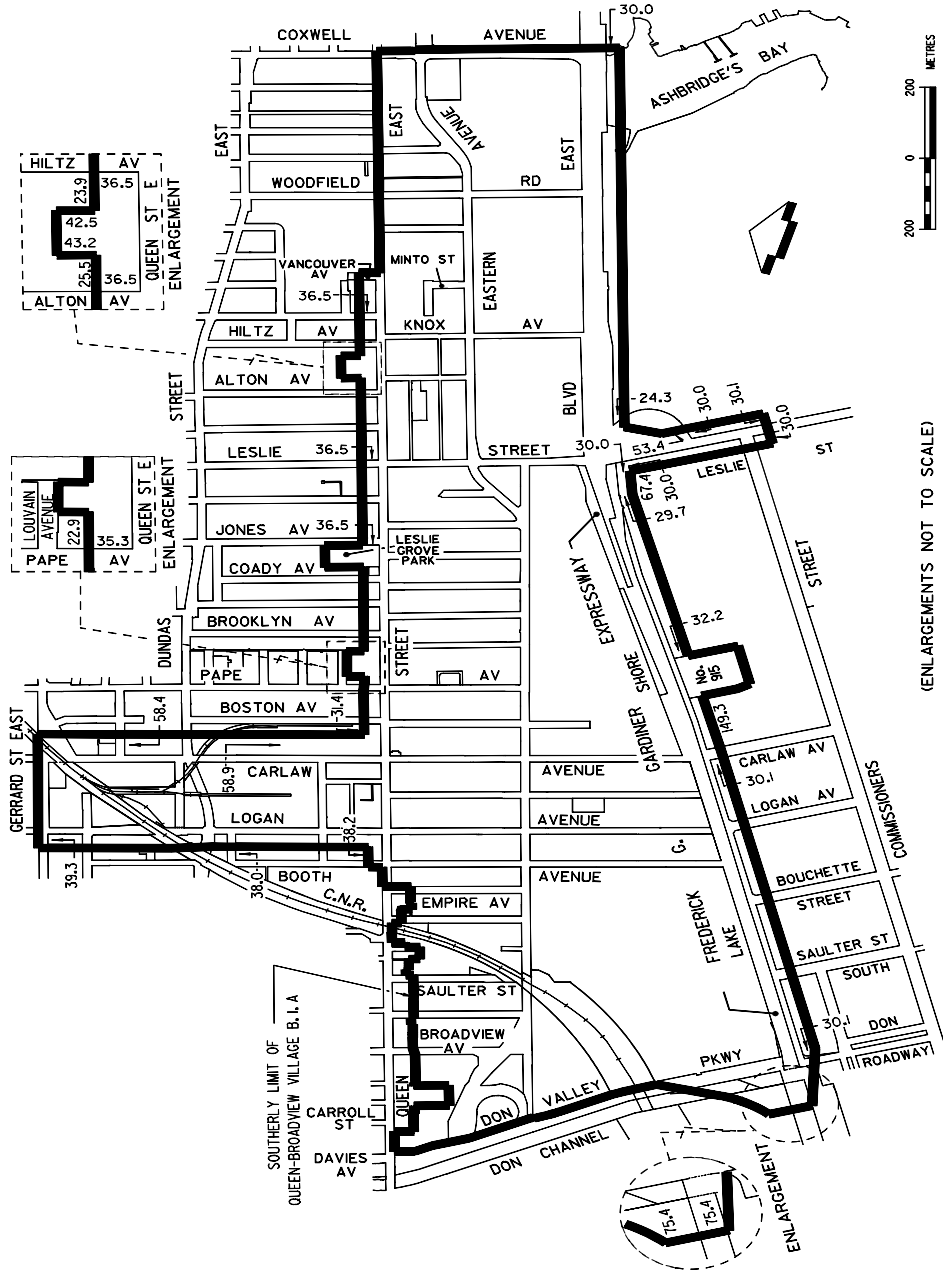 30.0
COXWELL AVENUE
ASHBRIDGE'S BAY
METRES
200
0
200
HILTZ AV
23.9
36.5
42.5
43.2
25.5
36.5
ALTON AV
QUEEN ST E
ENLARGEMENT
EAST
EAST
AVENUE
EAST
WOODFIELD RD
VANCOUVER
AV
MINTO ST
36.5
EASTERN
HILTZ AV
KNOX AV
ALTON AV
STREET
BLVD
24.3
30.0
30.1
30.0
LESLIE
36.5
STREET
30.0
53.4
67.4
30.0
29.7
LESLIE
ST
LOUVAIN
AVENUE
22.9
35.3
PAPE AV
QUEEN ST E
ENLARGEMENT
JONES AV
36.5
LESLIE
GROVE
PARK
COADY AV
EXPRESSWAY
STREET
BROOKLYN AV
32.2
DUNDAS
STREET
PAPE AV
SHORE
No.
915
BOSTON AV
31.4
58.4
49.3
GERRARD ST EAST
GARDINER
58.9
CARLAW AVENUE
CARLAW AV
30.1
LOGAN AVENUE
LOGAN AV
38.2
G.
COMMISSIONERS
39.3
38.0
BOOTH AVENUE
BOUCHETTE
STREET
C.N.R.
EMPIRE AV
FREDERICK
LAKE
SAULTER ST
SOUTH
SAULTER ST
SOUTHERLY LIMIT OF
QUEEN-BROADVIEW VILLAGE B.I.A
BROADVIEW
AV
30.1
DON
ROADWAY
PKWY
VALLEY
DON
QUEEN
CARROLL
ST
DAVIES
AV
DON CHANNEL
ENLARGEMENT
75.4
75.4
(ENLARGEMENTS NOT TO SCALE)